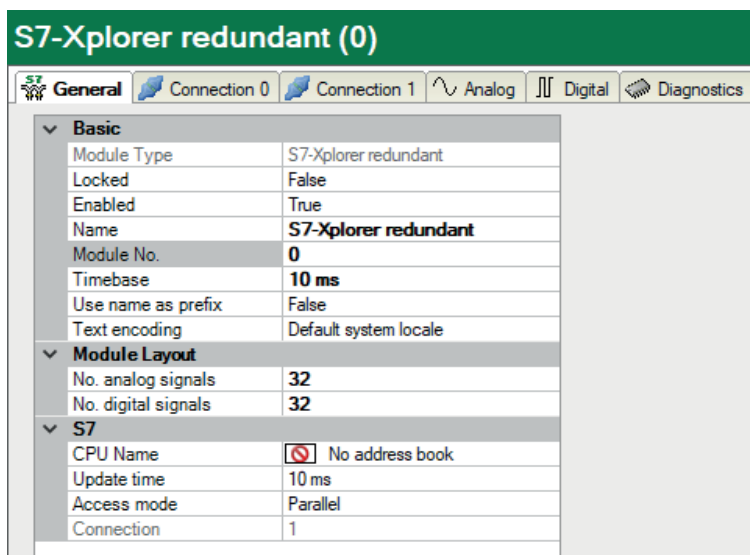 S7-Xplorer redundant (0)
S7 General Connection 0 Connection 1 Analog Digital Diagnostics
Basic
Module Type S7-Xplorer redundant
Locked False
Enabled True
Name S7-Xplorer redundant
Module No. 0
Timebase 10 ms
Use name as prefix False
Text encoding Default system locale
Module Layout
No. analog signals 32
No. digital signals 32
S7
CPU Name No address book
Update time 10 ms
Access mode Parallel
Connection 1